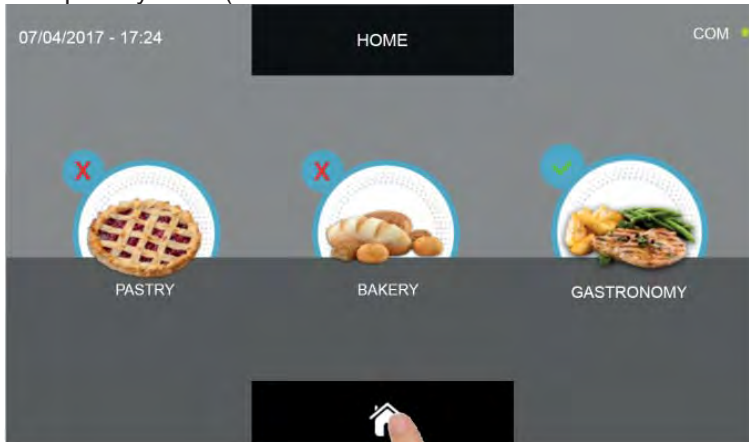 07/04/2017 - 17:24
HOME
COM
X
X
PASTRY
BAKERY
GASTRONOMY